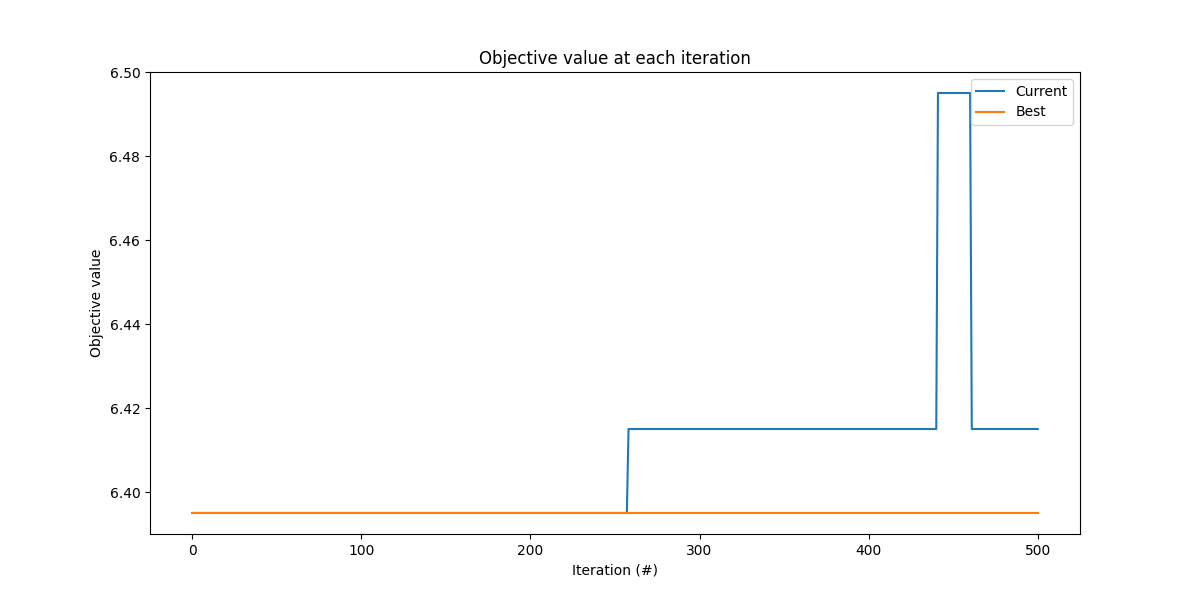 Objective value at each iteration
6.50
6.48
6.46
6.44
6.42
6.40
Objective value
Current
Best
0 100 200 300 400 500
Iteration (#)